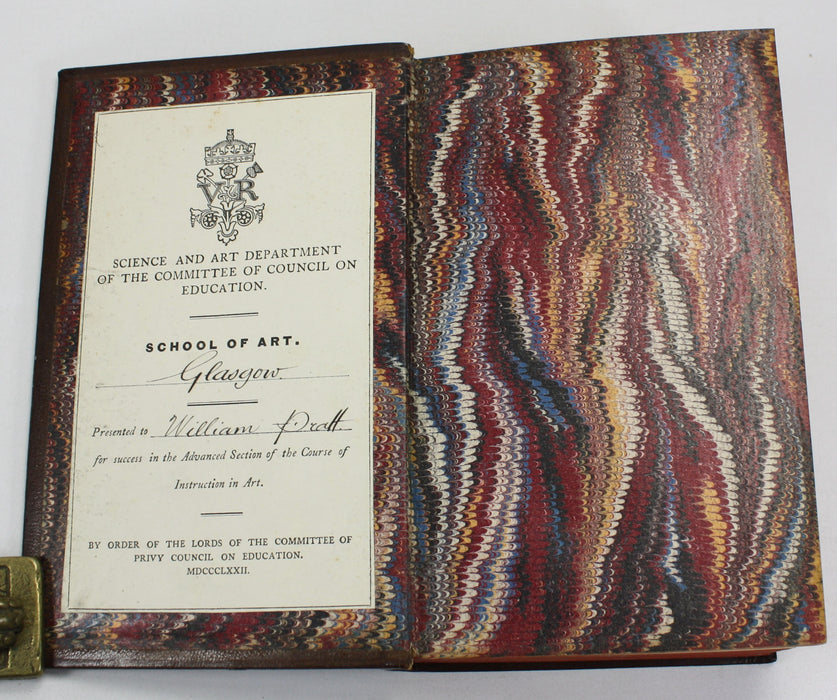 V R
SCIENCE AND ART DEPARTMENT
OF THE COMMITTEE OF COUNCIL ON
EDUCATION.
SCHOOL OF ART.
Glasgow.
Presented to William Pratt
for success in the Advanced Section of the Course of
Instruction in Art.
BY ORDER OF THE LORDS OF THE COMMITTEE OF
PRIVY COUNCIL ON EDUCATION.
MDCCCLXXII.